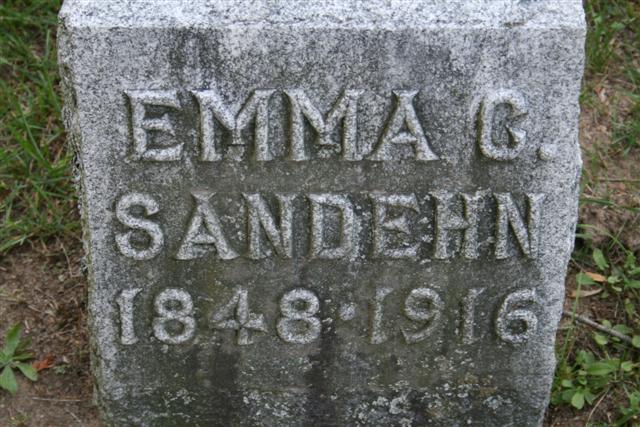 EMMA G.
SANDEHN
1848 · 1916